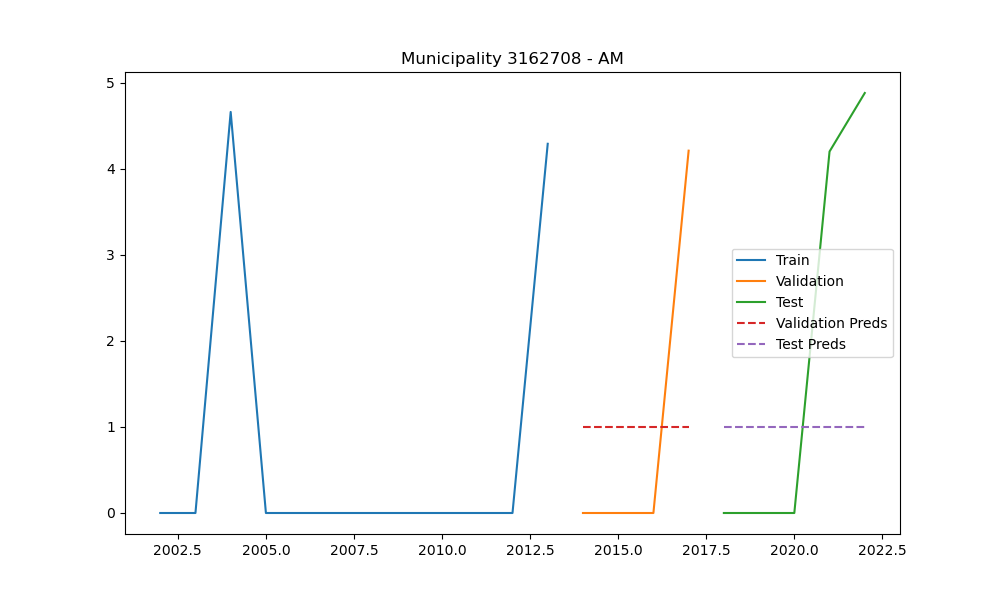 Municipality 3162708 - AM
5
4
3
2
1
0
Train
Validation
Test
Validation Preds
Test Preds
2002.5 2005.0 2007.5 2010.0 2012.5 2015.0 2017.5 2020.0 2022.5